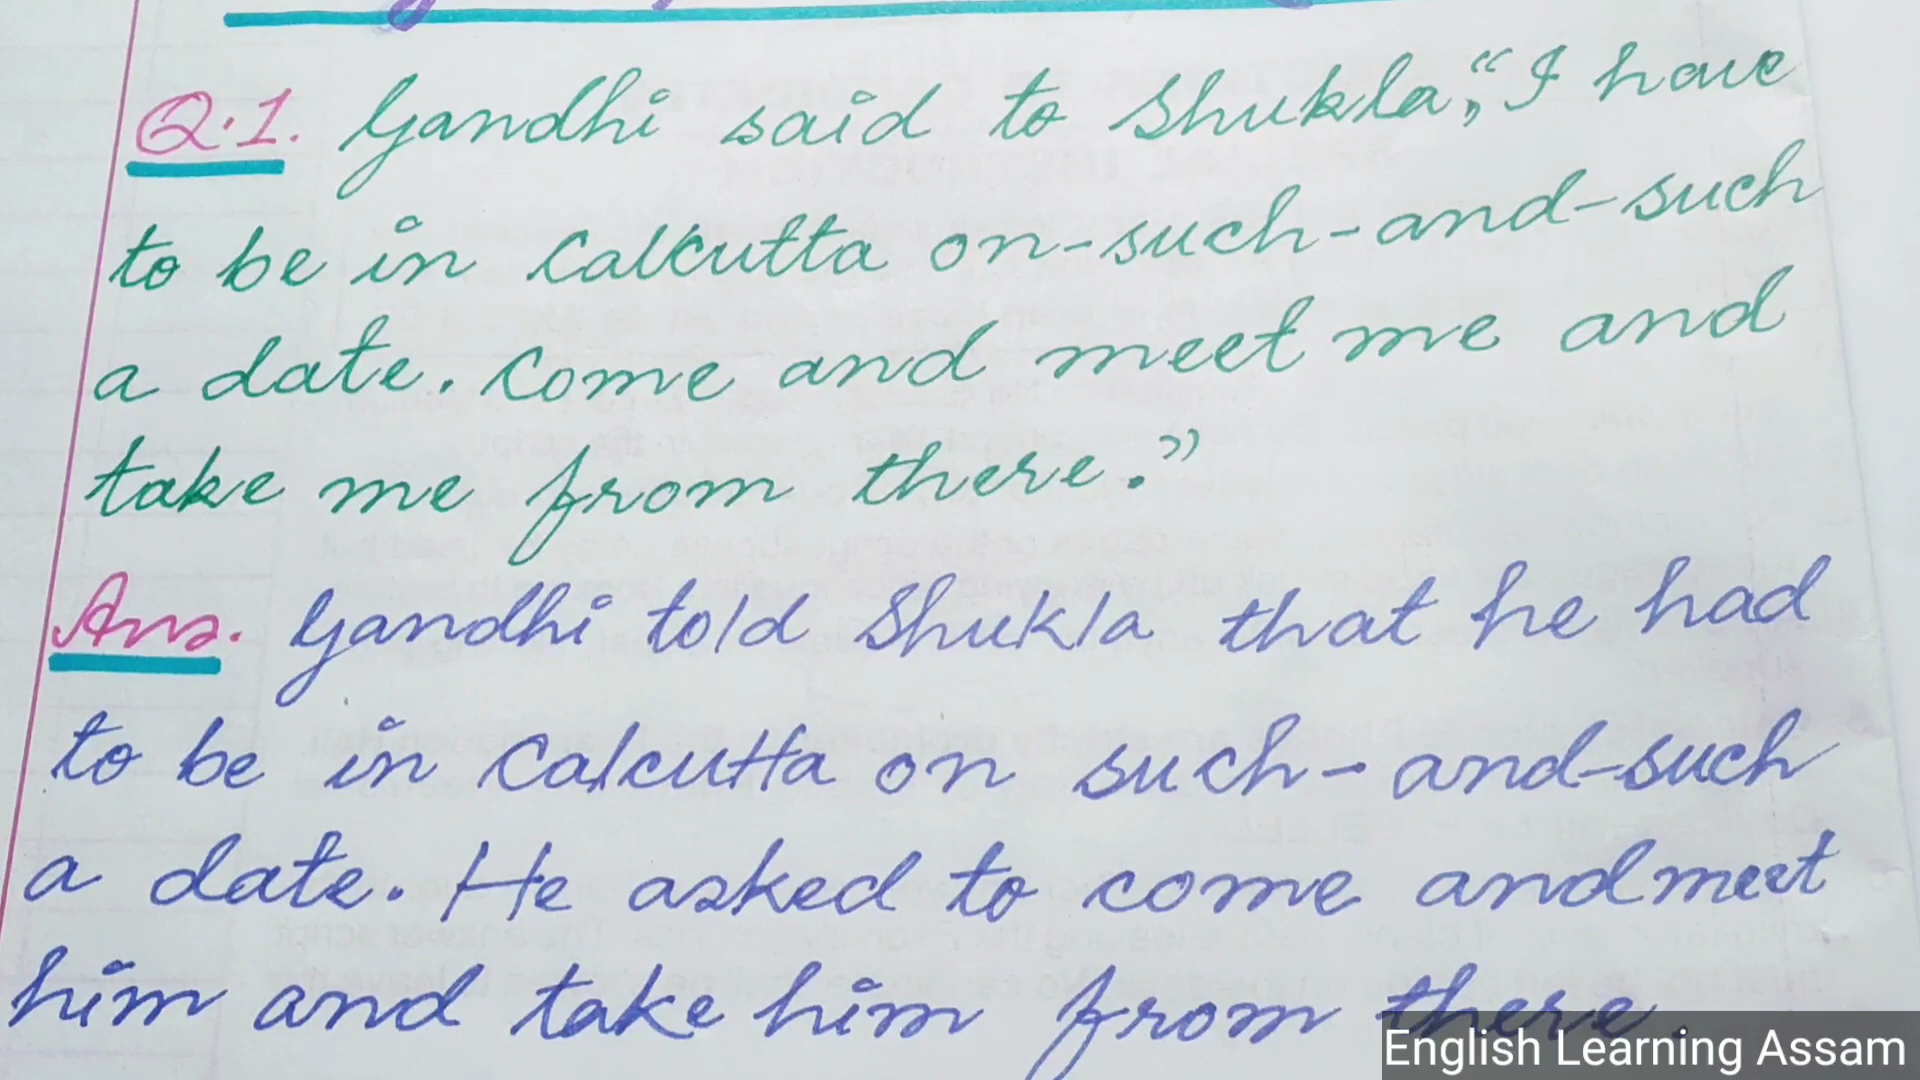 Q.1. Gandhi said to Shukla, "I have
to be in Calcutta on-such-and-such
a date. Come and meet me and
take me from there."
Ans. Gandhi told Shukla that he had
to be in Calcutta on such-and-such
a date. He asked to come and meet
him and take him from there.
English Learning Assam